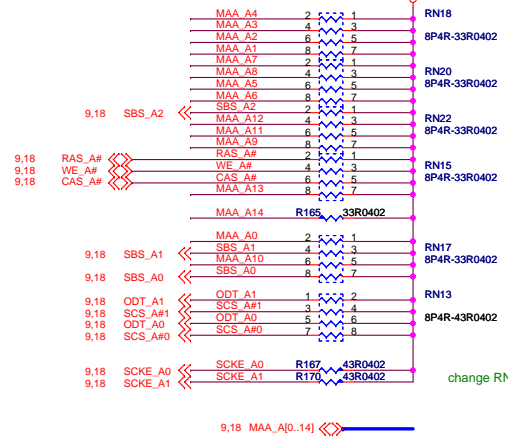 MAA_A4 2 1 RN18
MAA_A3 4 3
MAA_A2 6 5 8P4R-33R0402
MAA_A1 8 7
MAA_A7 2 1
MAA_A8 4 3 RN20
MAA_A5 6 5 8P4R-33R0402
MAA_A6 8 7
9,18 SBS_A2 SBS_A2 2 1
MAA_A12 4 3 RN22
MAA_A11 6 5 8P4R-33R0402
MAA_A9 8 7
9,18 RAS_A# RAS_A# 2 1
9,18 WE_A# WE_A# 4 3 RN15
9,18 CAS_A# CAS_A# 6 5 8P4R-33R0402
MAA_A13 8 7
MAA_A14 R165 33R0402
MAA_A0 2 1
9,18 SBS_A1 SBS_A1 4 3 RN17
MAA_A10 6 5 8P4R-33R0402
9,18 SBS_A0 SBS_A0 8 7
9,18 ODT_A1 ODT_A1 1 2 RN13
9,18 SCS_A#1 SCS_A#1 3 4
9,18 ODT_A0 ODT_A0 5 6 8P4R-43R0402
9,18 SCS_A#0 SCS_A#0 7 8
9,18 SCKE_A0 SCKE_A0 R167 43R0402
9,18 SCKE_A1 SCKE_A1 R170 43R0402
change RN
9,18 MAA_A[0..14]